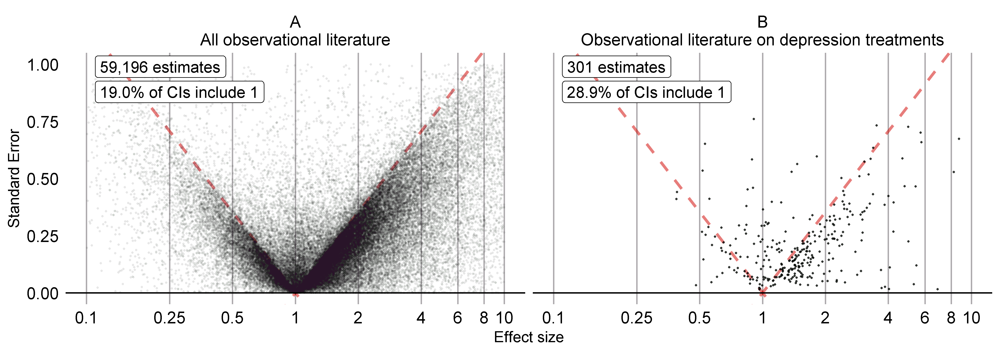 A
All observational literature
59,196 estimates
19.0% of CIs include 1
Standard Error
1.00
0.75
0.50
0.25
0.00
0.1 0.25 0.5 1 2 4 6 8 10
B
Observational literature on depression treatments
301 estimates
28.9% of CIs include 1
0.1 0.25 0.5 1 2 4 6 8 10
Effect size